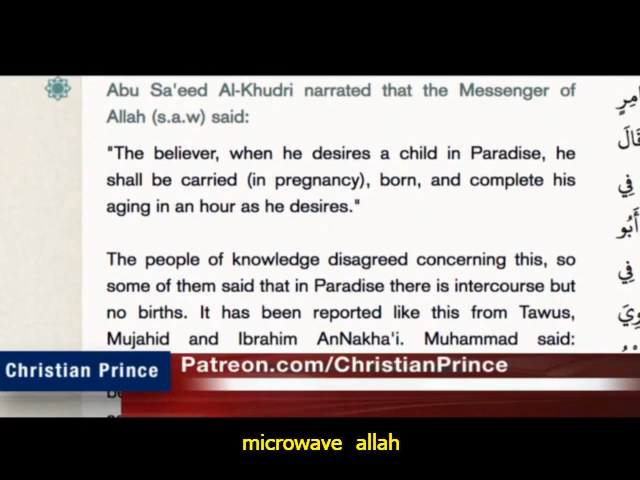 Abu Sa'eed Al-Khudri narrated that the Messenger of
Allah (s.a.w) said:
"The believer, when he desires a child in Paradise, he
shall be carried (in pregnancy), born, and complete his
aging in an hour as he desires."
The people of knowledge disagreed concerning this, so
some of them said that in Paradise there is intercourse but
no births. It has been reported like this from Tawus,
Mujahid and Ibrahim AnNakha'i. Muhammad said:
Christian Prince
Patreon.com/ChristianPrince
microwave allah